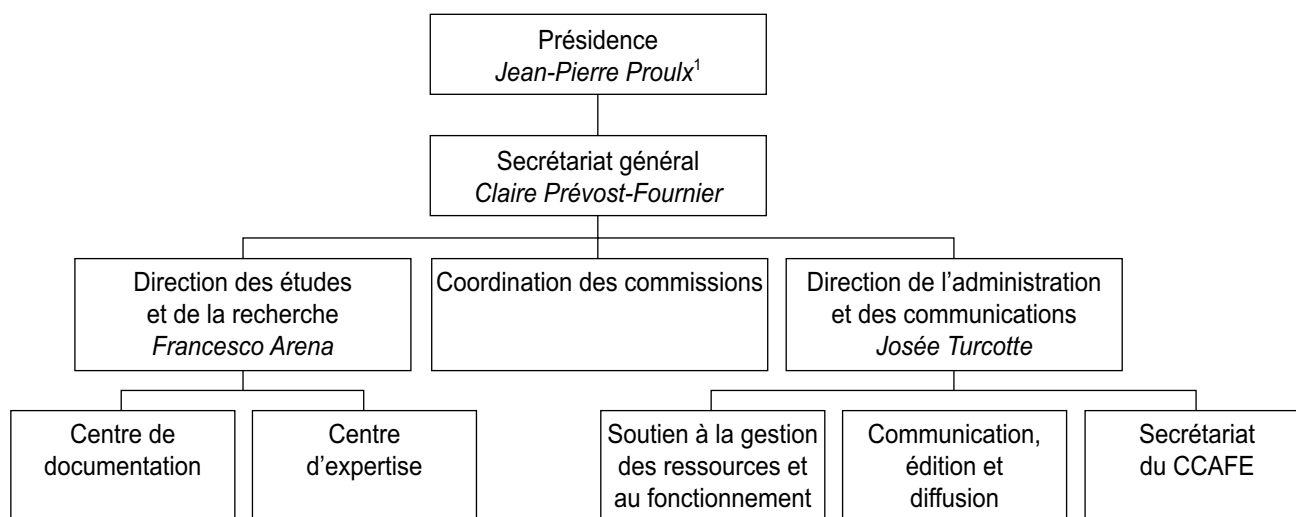 Présidence
Jean-Pierre Proulx¹
Secrétariat général
Claire Prévost-Fournier
Direction des études
et de la recherche
Francesco Arena
Coordination des commissions
Direction de l’administration
et des communications
Josée Turcotte
Centre de
documentation
Centre
d’expertise
Soutien à la gestion
des ressources et
au fonctionnement
Communication,
édition et
diffusion
Secrétariat
du CCAFE